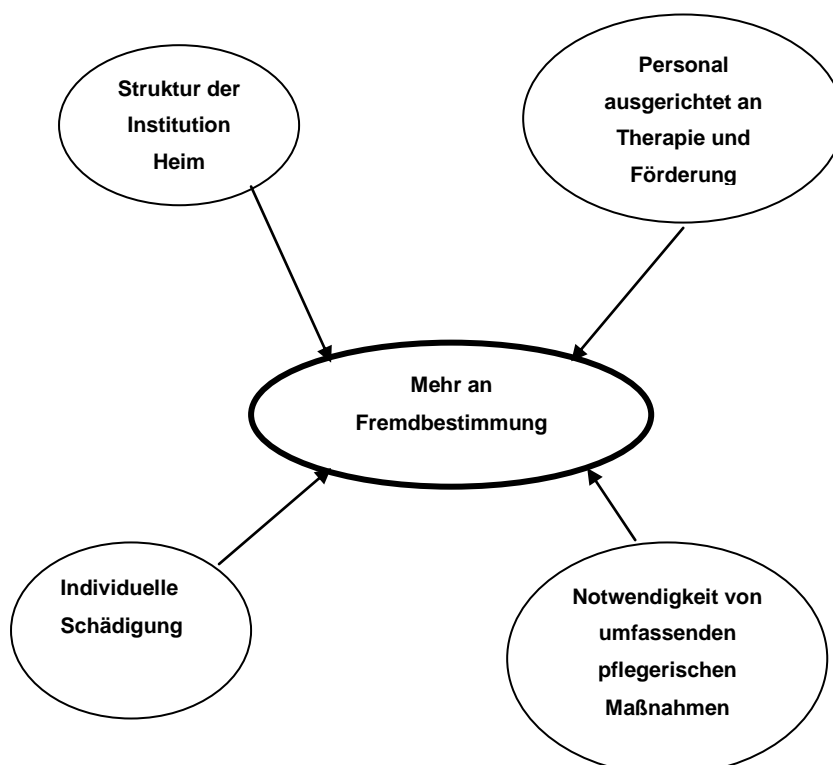 Struktur der
Institution
Heim
Personal
ausgerichtet an
Therapie und
Förderung
Mehr an
Fremdbestimmung
Individuelle
Schädigung
Notwendigkeit von
umfassenden
pflegerischen
Maßnahmen